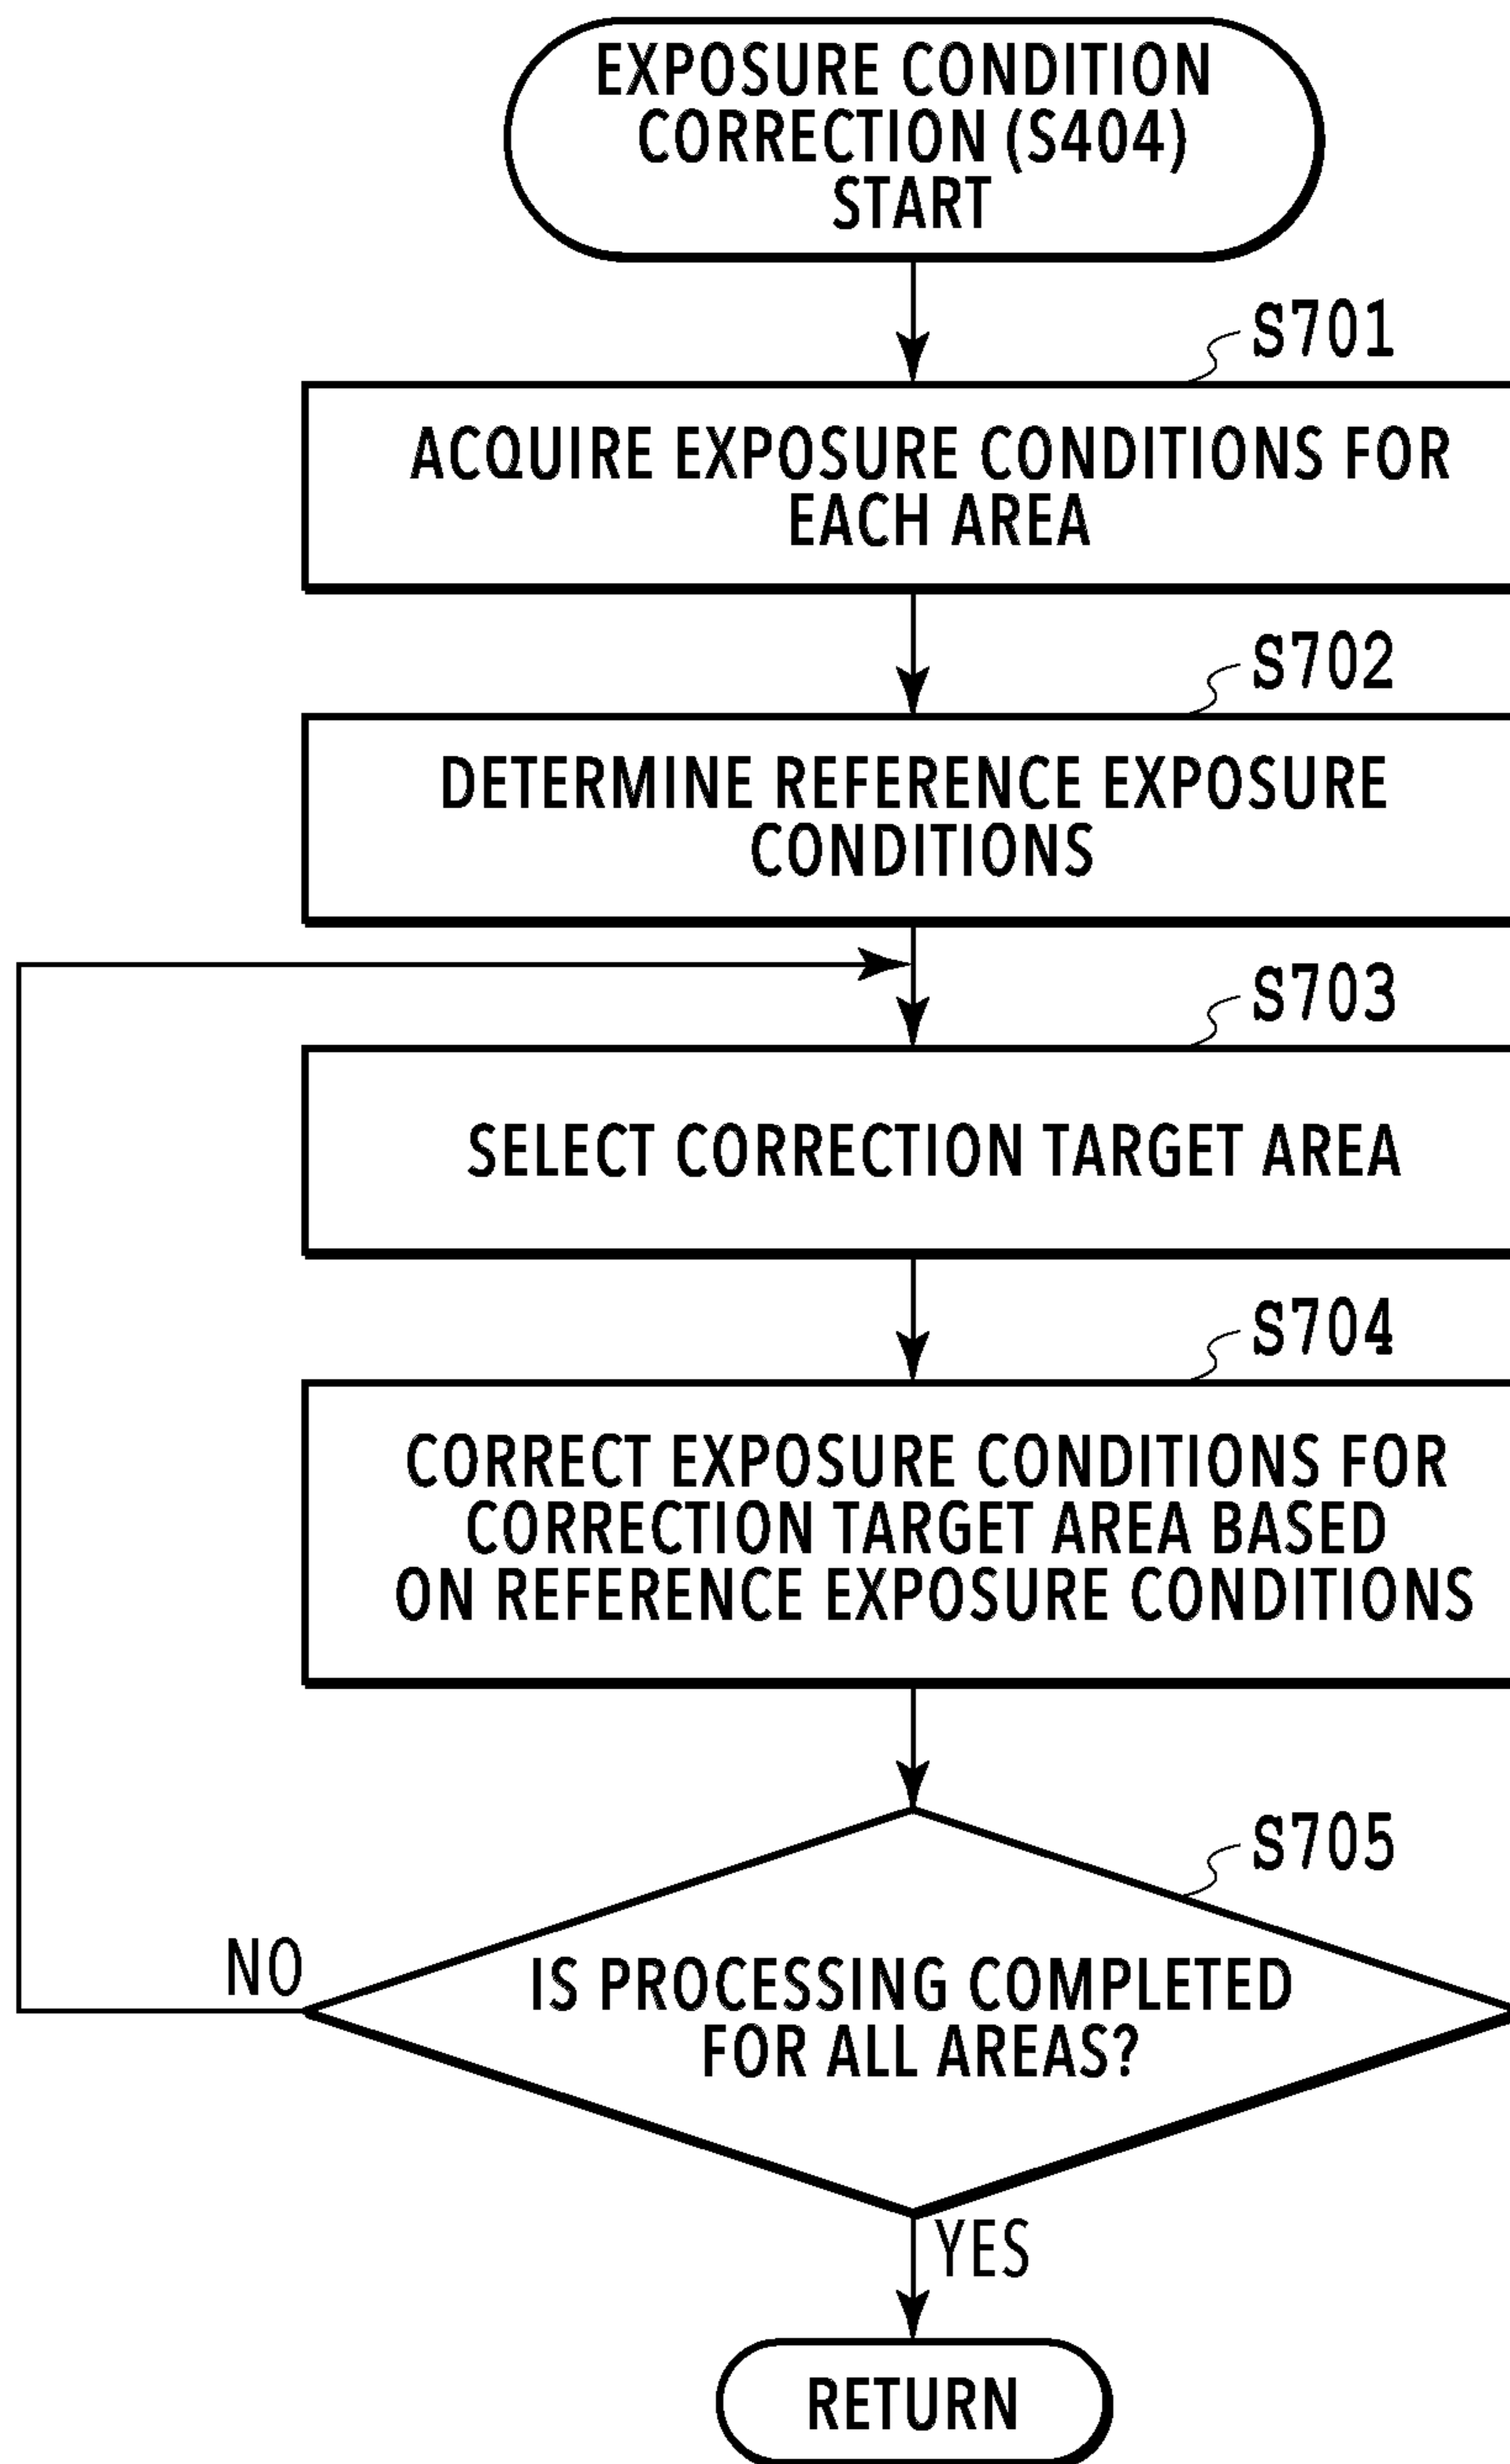 EXPOSURE CONDITION
CORRECTION (S404)
START
S701
ACQUIRE EXPOSURE CONDITIONS FOR
EACH AREA
S702
DETERMINE REFERENCE EXPOSURE
CONDITIONS
S703
SELECT CORRECTION TARGET AREA
S704
CORRECT EXPOSURE CONDITIONS FOR
CORRECTION TARGET AREA BASED
ON REFERENCE EXPOSURE CONDITIONS
S705
IS PROCESSING COMPLETED
FOR ALL AREAS?
NO
YES
RETURN